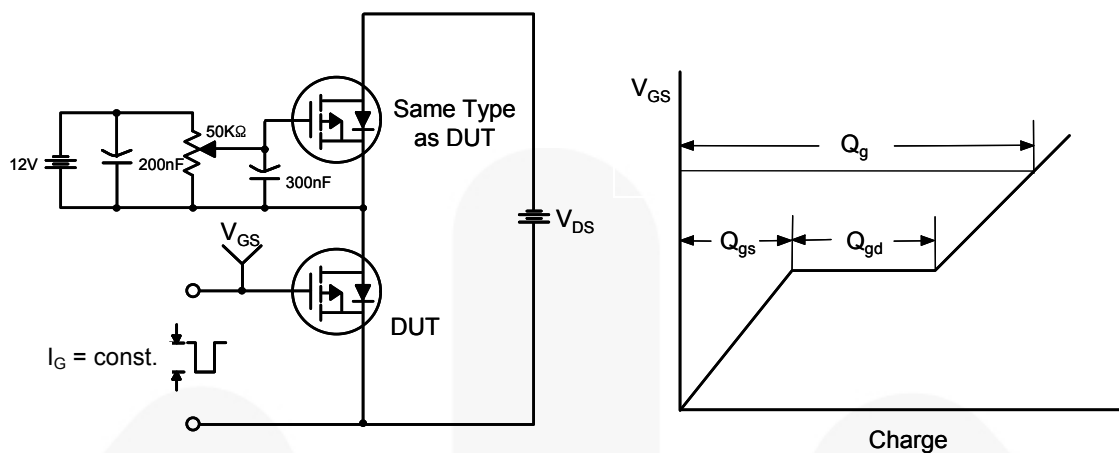 12V
200nF
50KΩ
300nF
Same Type
as DUT
V_GS
DUT
I_G = const.
V_DS
V_GS
Q_g
Q_gs
Q_gd
Charge